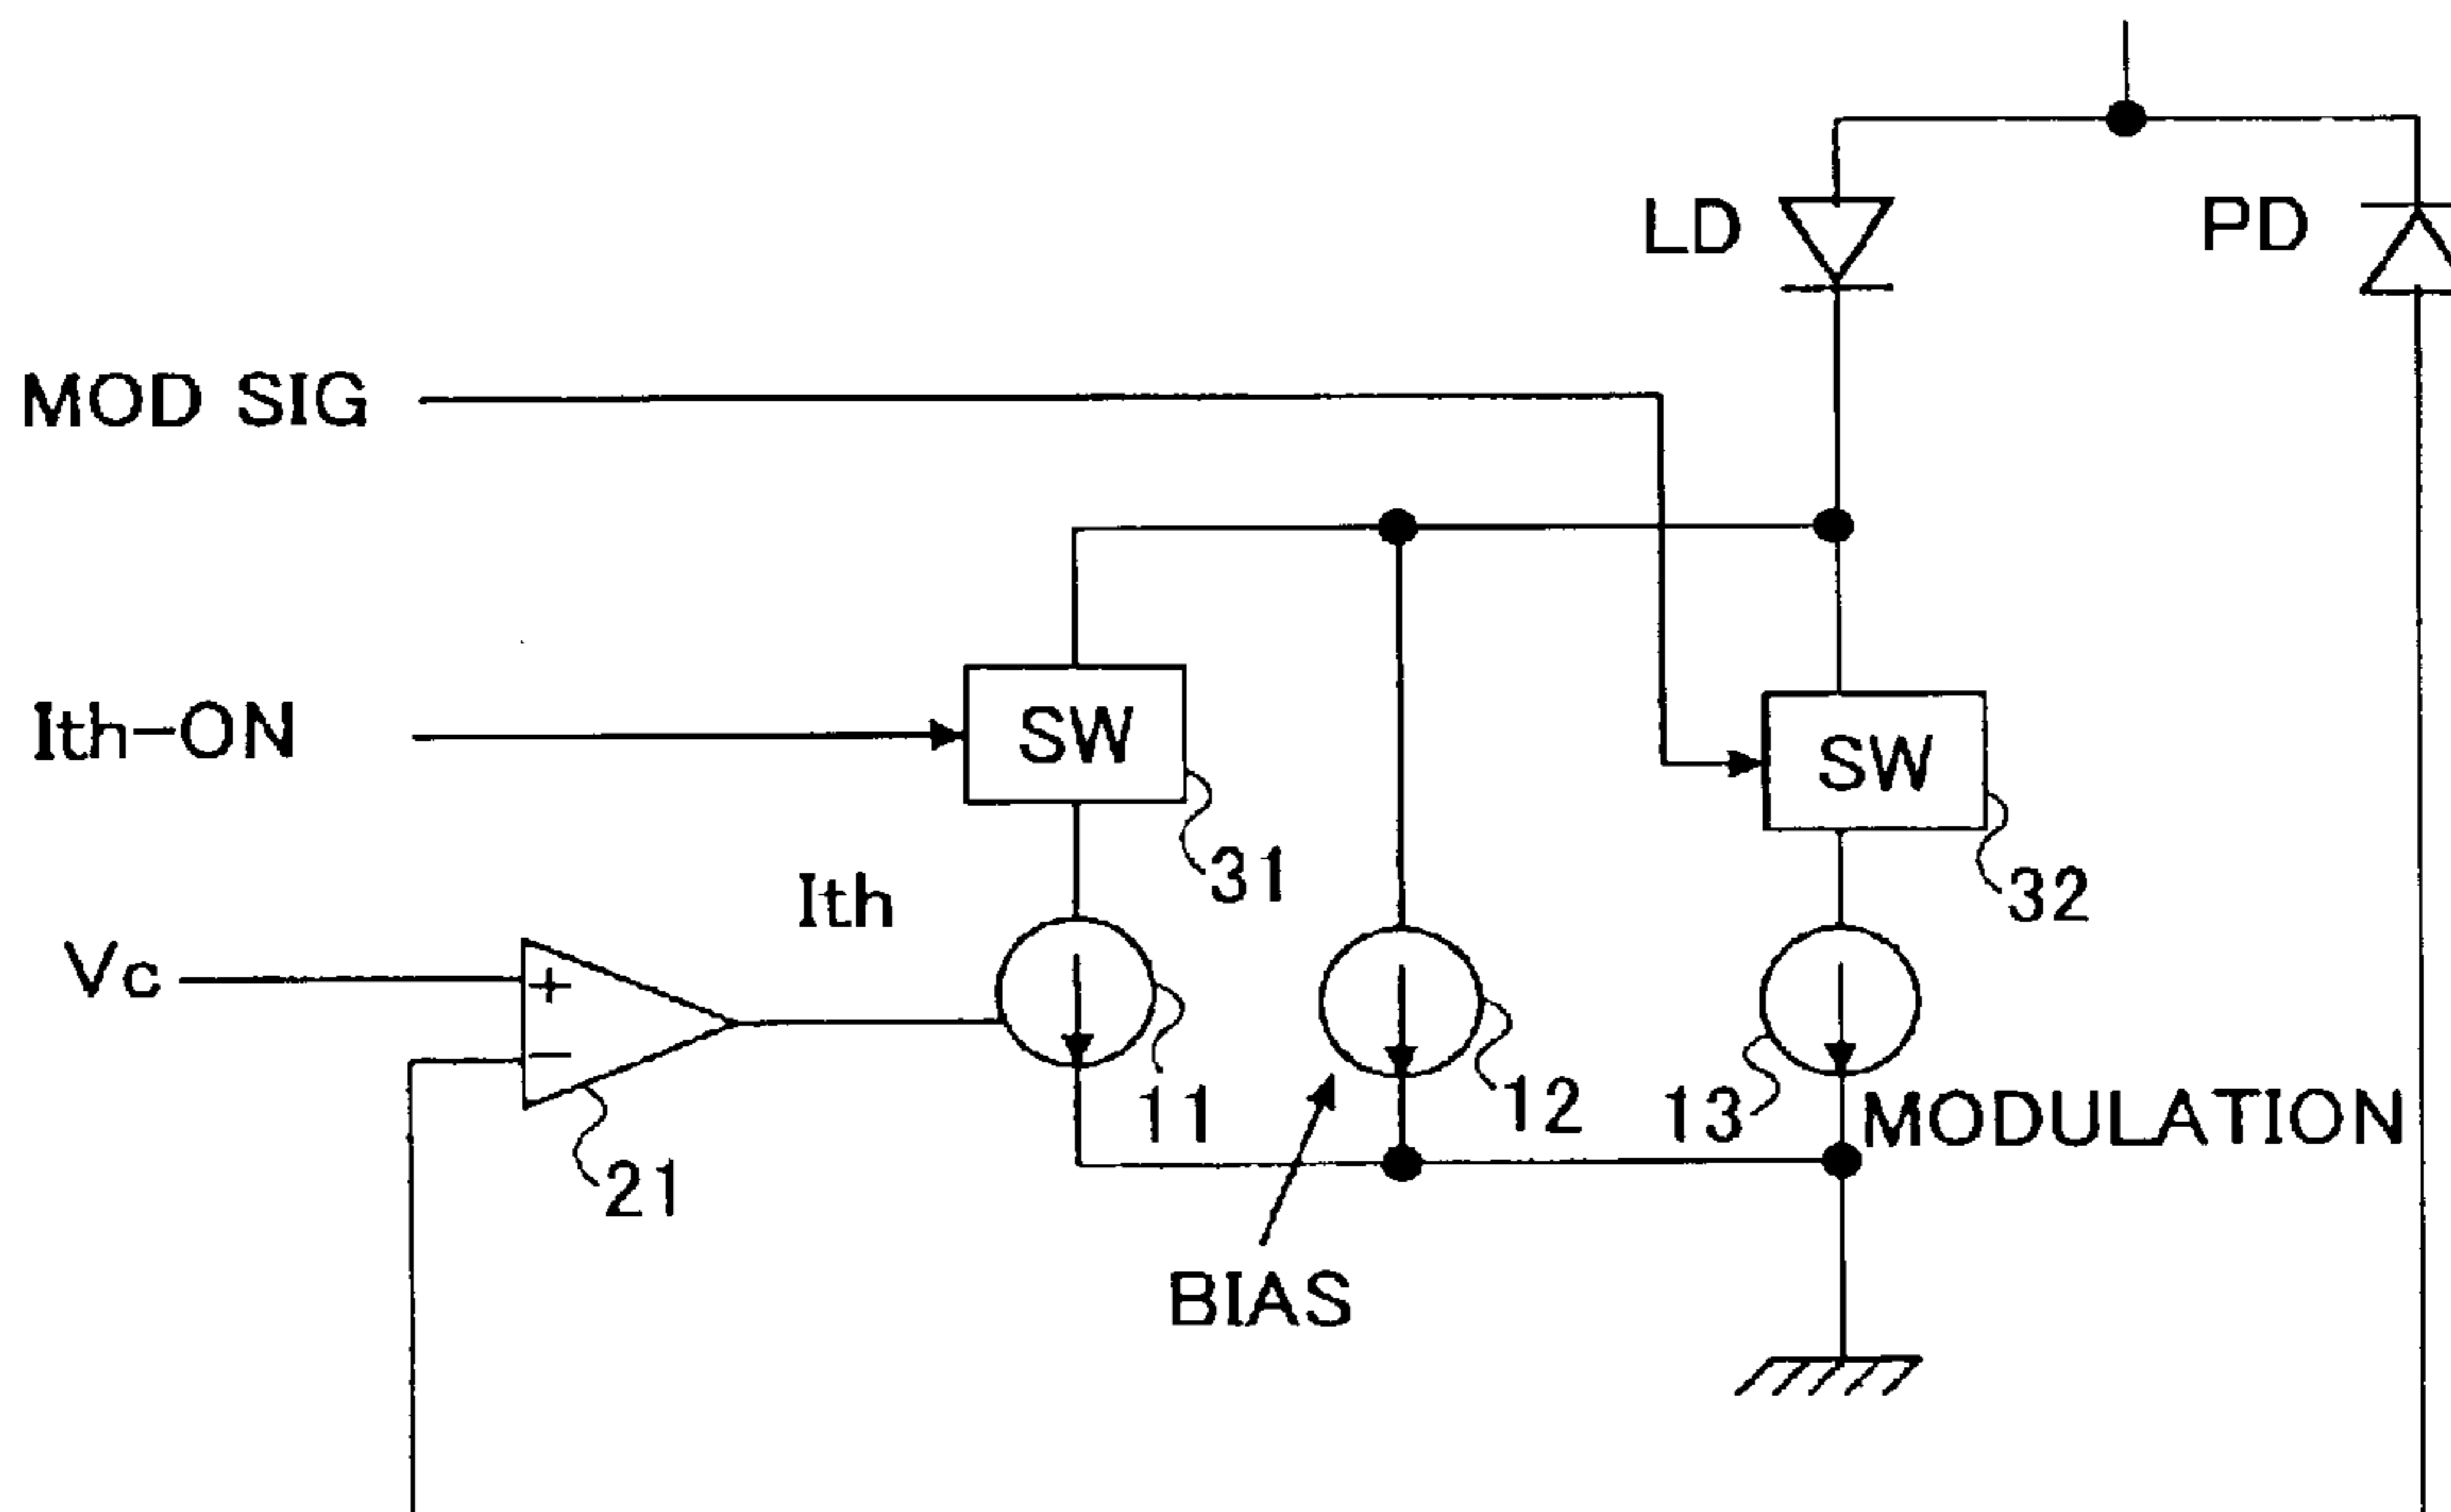 LD
PD
MOD SIG
Ith-ON
SW
SW
31
32
Ith
Vc
+
−
11
12
13
MODULATION
21
BIAS